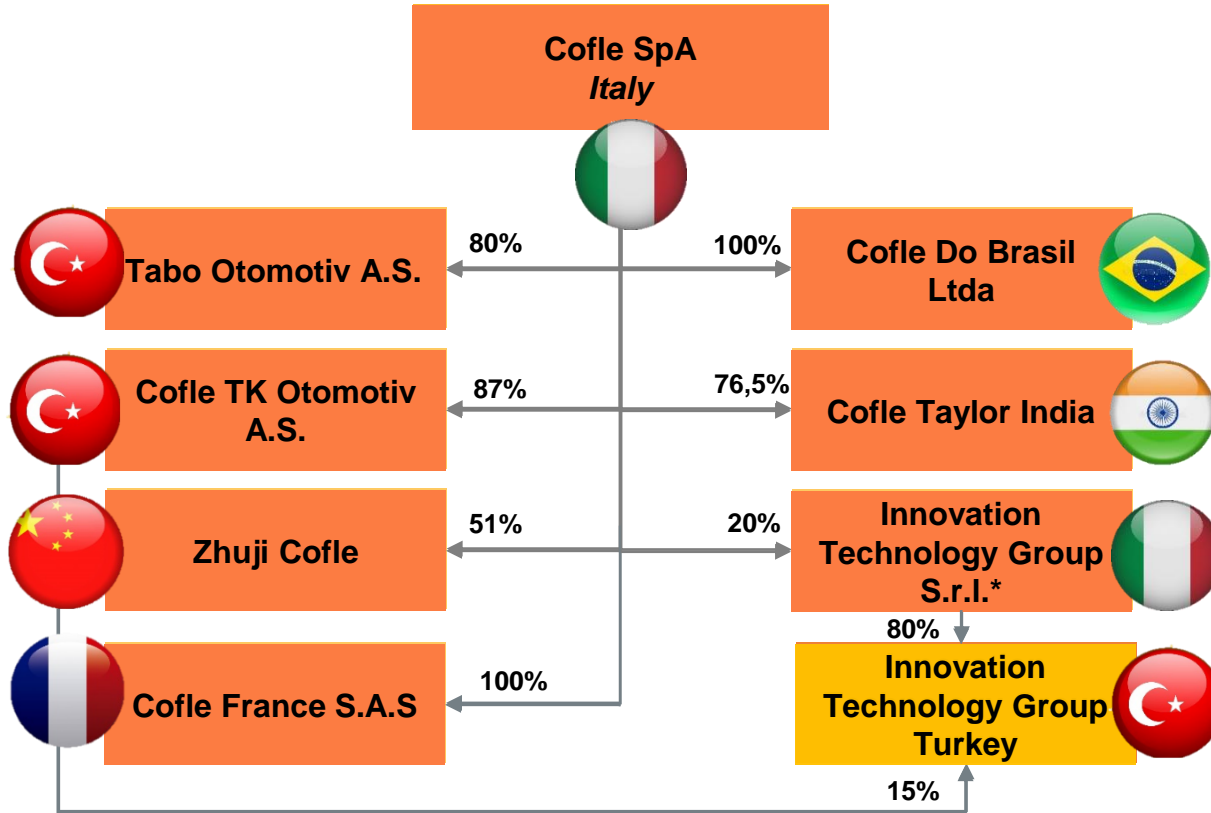 Cofle SpA
Italy
Tabo Otomotiv A.S.
80%
100%
Cofle Do Brasil
Ltda
Cofle TK Otomotiv
A.S.
87%
76,5%
Cofle Taylor India
Zhuji Cofle
51%
20%
Innovation
Technology Group
S.r.l.*
80%
Cofle France S.A.S
100%
Innovation
Technology Group
Turkey
15%